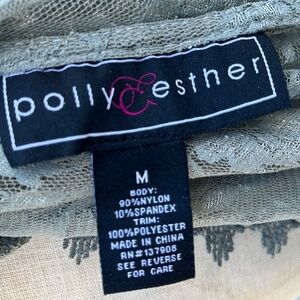 polly & esther
M
BODY:
90%NYLON
10%SPANDEX
TRIM:
100%POLYESTER
MADE IN CHINA
RN#137908
SEE REVERSE
FOR CARE